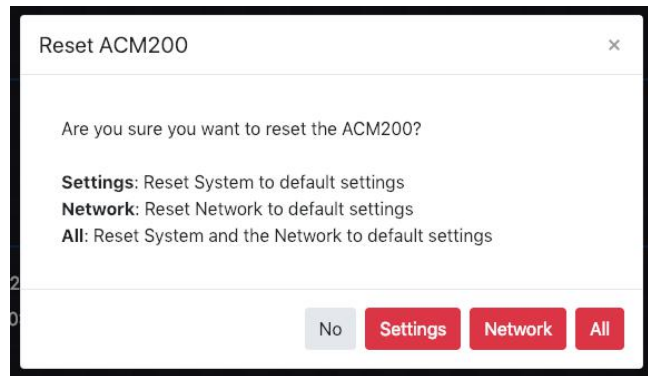 Reset ACM200 ×
Are you sure you want to reset the ACM200?
Settings: Reset System to default settings
Network: Reset Network to default settings
All: Reset System and the Network to default settings
2
No Settings Network All